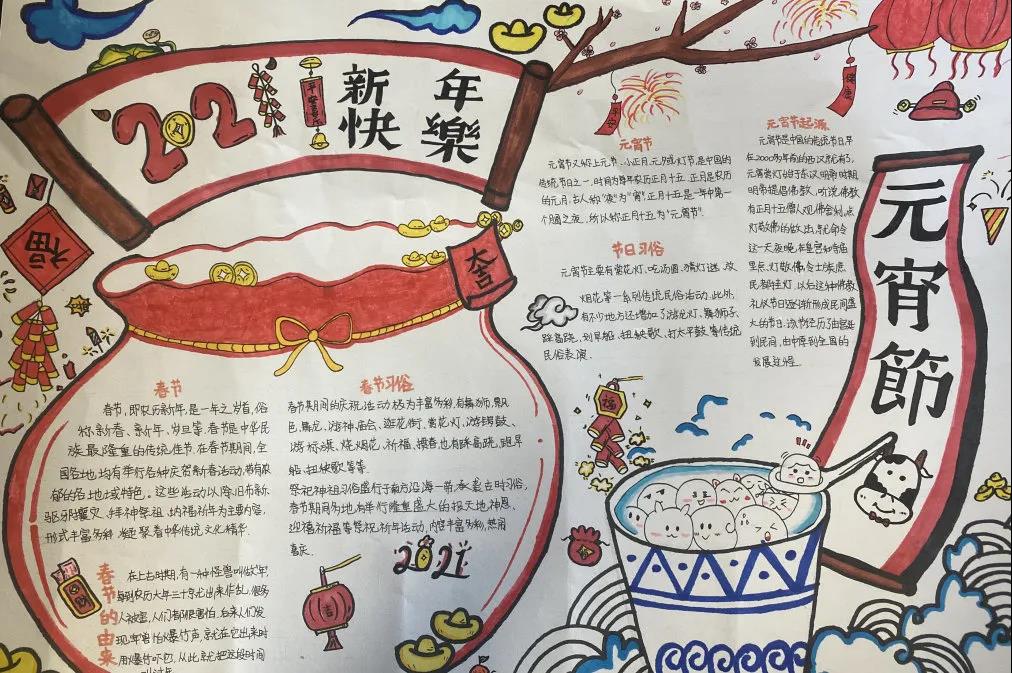 2021
新年
快樂
平安喜乐
福
大吉
春节
春节,即农历新年,是一年之岁首,俗
称新春、新年、岁旦等,春节是中华民
族最隆重的传统佳节,在春节期间,全
国各地均有举行各种庆贺新春活动,带有浓
郁的各地域特色。这些活动以除旧布新、
驱邪攘灾、拜神祭祖、纳福祈年为主要内容,
形式丰富多种,凝聚着中华传统文化精华.
春节习俗
春节期间的庆祝活动极为丰富多种,有舞狮、飘
色、舞龙、游神、庙会、逛花街、赏花灯、游锣鼓、
游标旗、烧烟花、祈福、掼春也有踩高跷、跑旱
船、扭秧歌等等
祭祀神祖习俗盛行于南方沿海一带,承袭古时习俗,
春节期间多地有举行隆重盛大的拜天地神恩、
迎禧祈福等祭祝祈年活动,内容丰富多彩,热闹
喜庆.
春节的由来
在上古时期,有一种怪兽叫做'年',
每到农历大年三十就出来作乱,很多
人被害,人们都很害怕.后来人们发
现'年'害怕爆竹声,就在它出来时
用爆竹吓它,从此就把这段时间
叫过年
吉
2021
元宵节
元宵节又称上元节、小正月、元夕或灯节,是中国的
传统节日之一,时间为每年农历正月十五.正月是农历
的元月,古人称"夜"为"宵",正月十五是一年中第一
个月圆之夜,所以称正月十五为"元宵节".
节日习俗
元宵节主要有赏花灯、吃汤圆、猜灯谜、放
烟花等一系列传统民俗活动.此外,
有不少地方还增加了游龙灯、舞狮子、
踩高跷、划旱船、扭秧歌、打太平鼓等传统
民俗表演.
元宵节起源
元宵节是中国的传统节日,早
在2000多年前的西汉就有了,
元宵赏灯始于东汉明帝时期,
明帝提倡佛教,听说佛教
有正月十五僧人观佛舍利,点
灯敬佛的做法,就命令
这一天夜晚,在皇宫和寺庙
里点灯敬佛,令士族庶
民都挂灯,以后这种佛教
礼仪节日逐渐形成民间盛
大的节日.该节经历了由宫廷
到民间,由中原到全国的
发展过程.
健康
福
元宵節